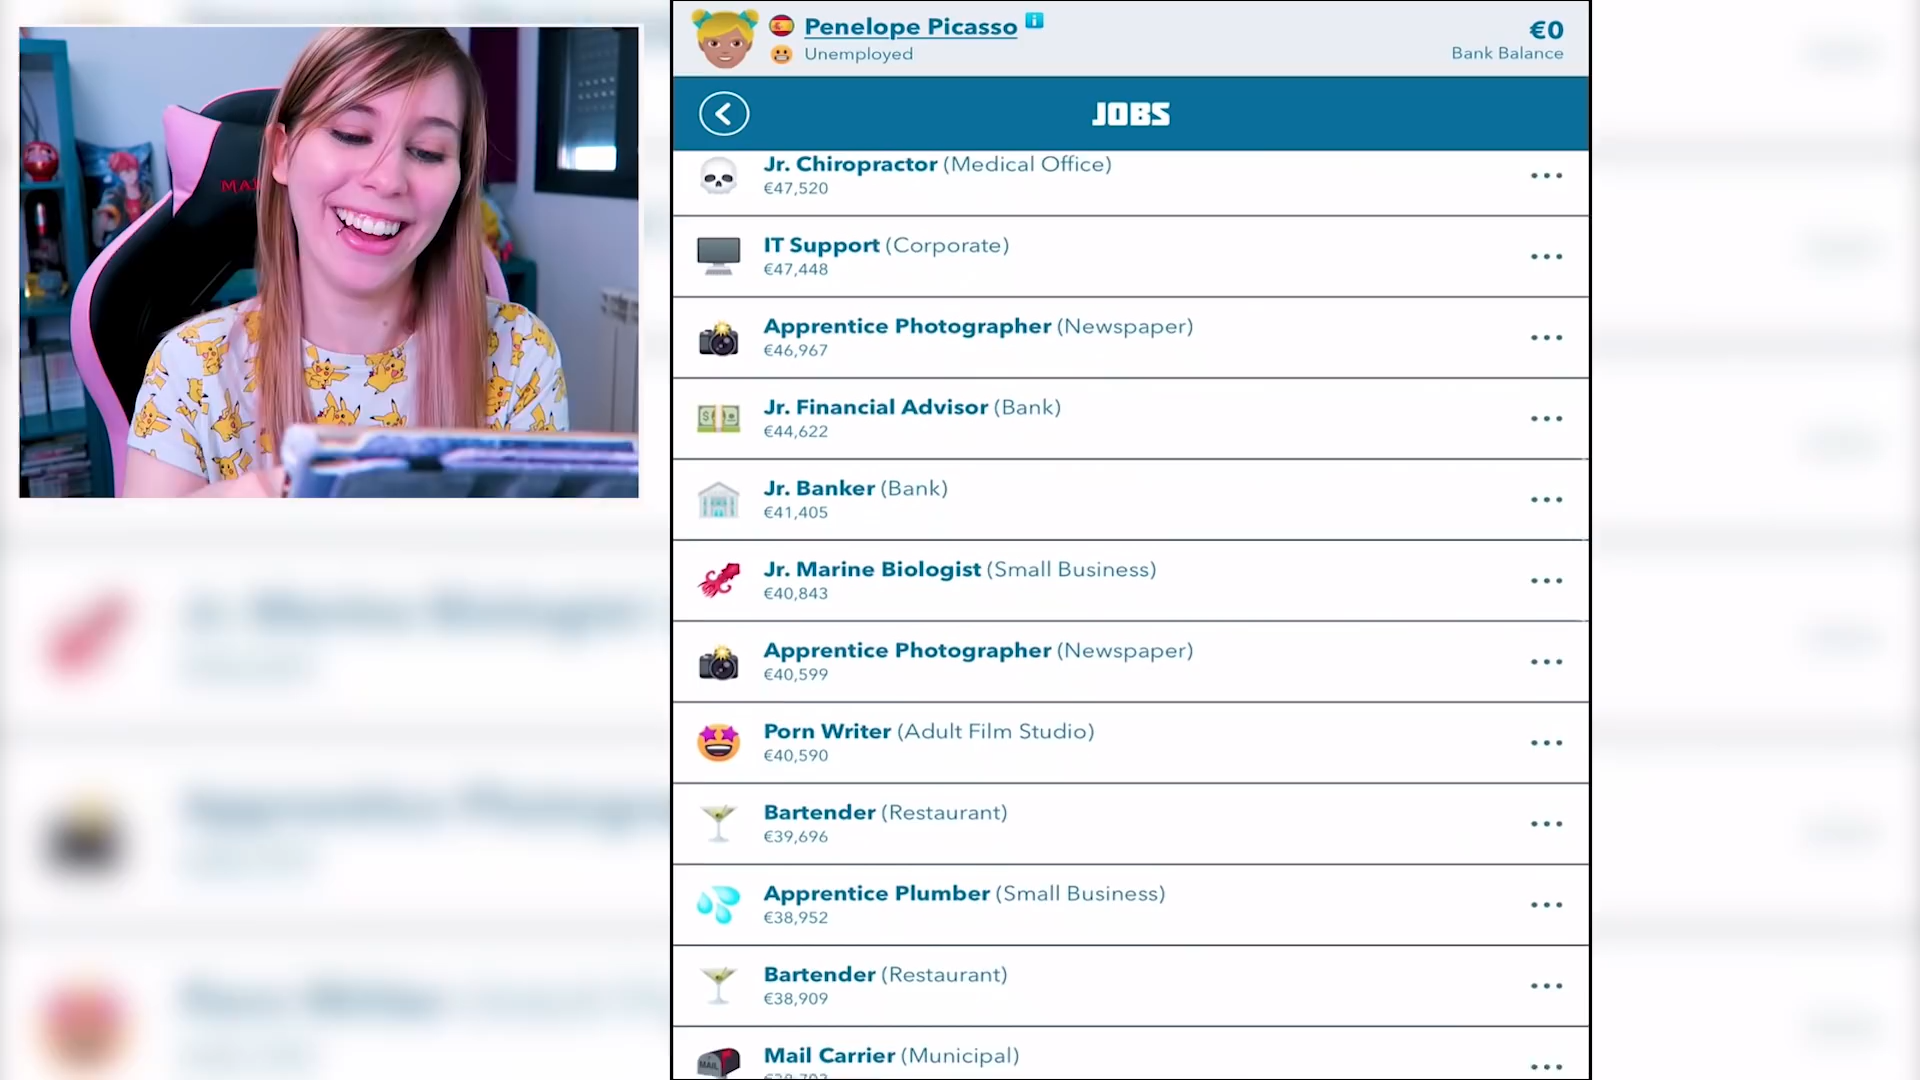 Penelope Picasso
Unemployed
€0
Bank Balance
JOBS
Jr. Chiropractor (Medical Office)
€47,520
IT Support (Corporate)
€47,448
Apprentice Photographer (Newspaper)
€46,967
Jr. Financial Advisor (Bank)
€44,622
Jr. Banker (Bank)
€41,405
Jr. Marine Biologist (Small Business)
€40,843
Apprentice Photographer (Newspaper)
€40,599
Porn Writer (Adult Film Studio)
€40,590
Bartender (Restaurant)
€39,696
Apprentice Plumber (Small Business)
€38,952
Bartender (Restaurant)
€38,909
Mail Carrier (Municipal)